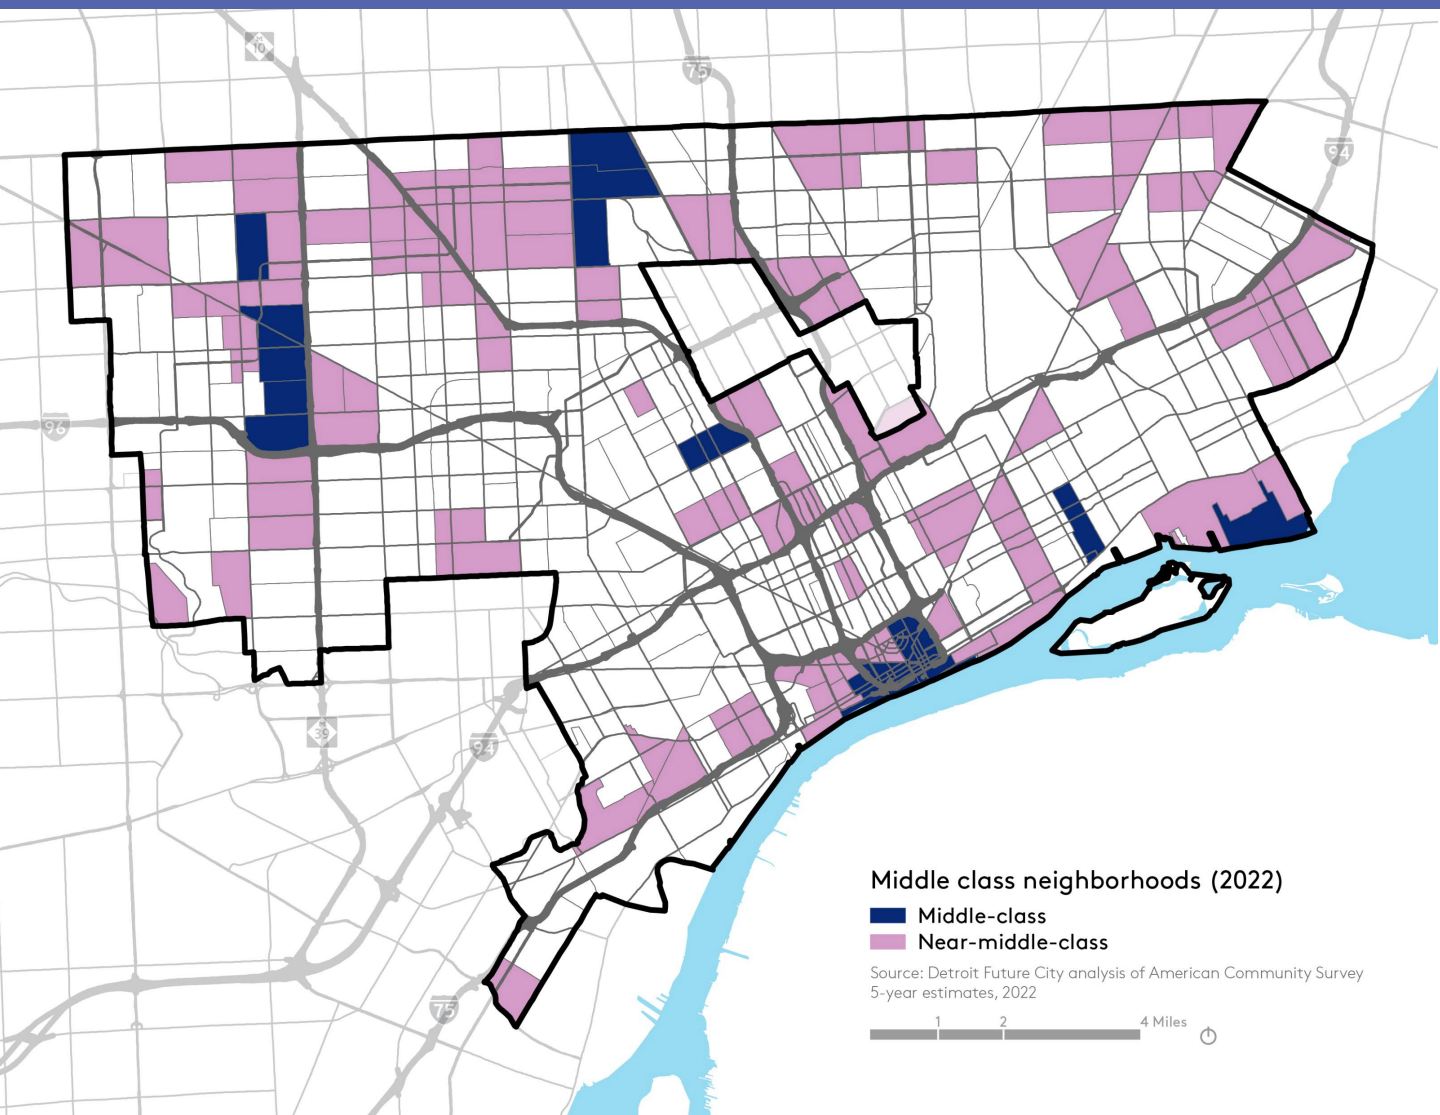 M
10
75
94
96
M
39
94
75
Middle class neighborhoods (2022)
Middle-class
Near-middle-class
Source: Detroit Future City analysis of American Community Survey
5-year estimates, 2022
1 2 4 Miles